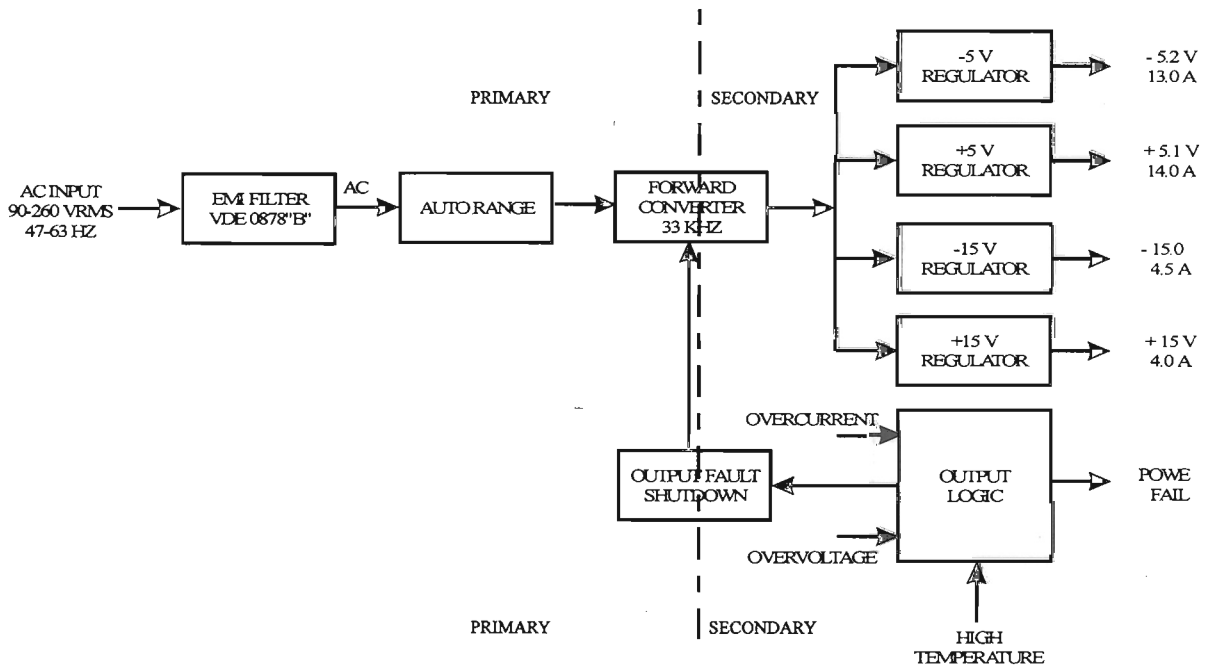 -5 V
REGULATOR
- 5.2 V
13.0 A
PRIMARY
SECONDARY
+5 V
REGULATOR
+ 5.1 V
14.0 A
AC INPUT
90-260 VRMS
47-63 HZ
EMI FILTER
VDE 0878"B"
AC
AUTO RANGE
FORWARD
CONVERTER
33 KHZ
-15 V
REGULATOR
- 15.0
4.5 A
+15 V
REGULATOR
+ 15 V
4.0 A
OVERCURRENT
OUTPUT FAULT
SHUTDOWN
OUTPUT
LOGIC
POWE
FAIL
OVERVOLTAGE
PRIMARY
SECONDARY
HIGH
TEMPERATURE